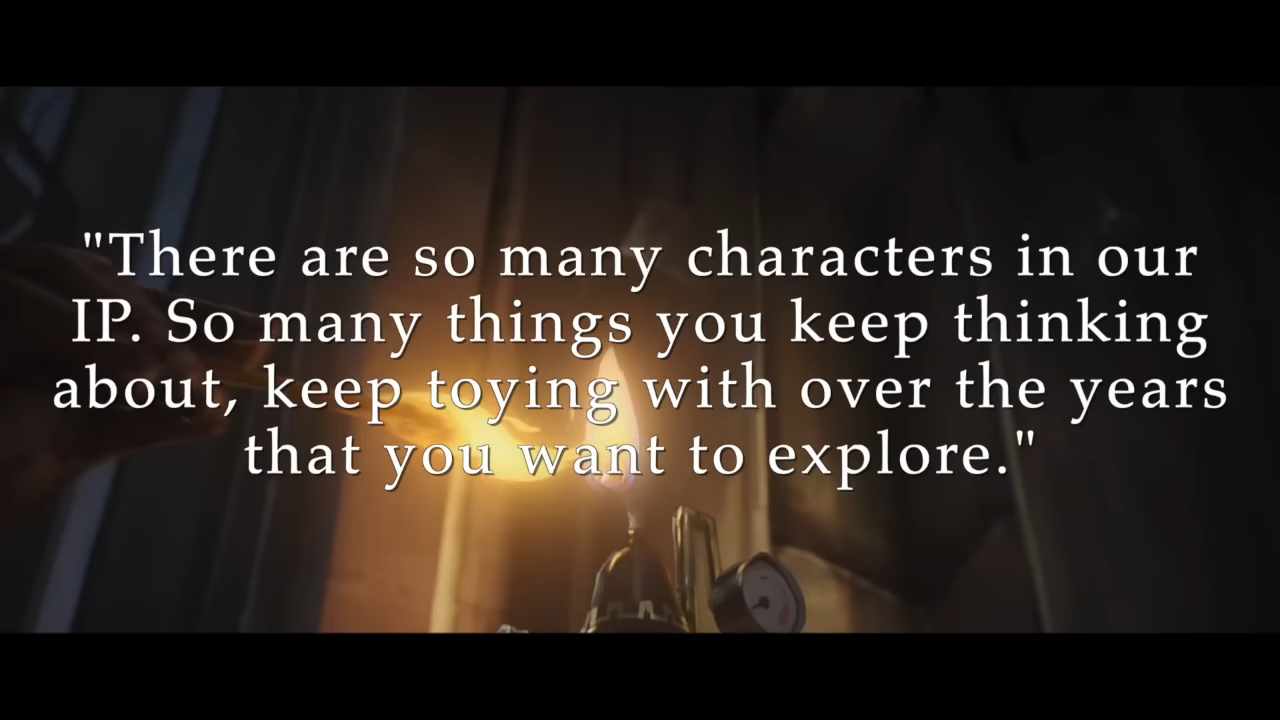 "There are so many characters in our
IP. So many things you keep thinking
about, keep toying with over the years
that you want to explore."